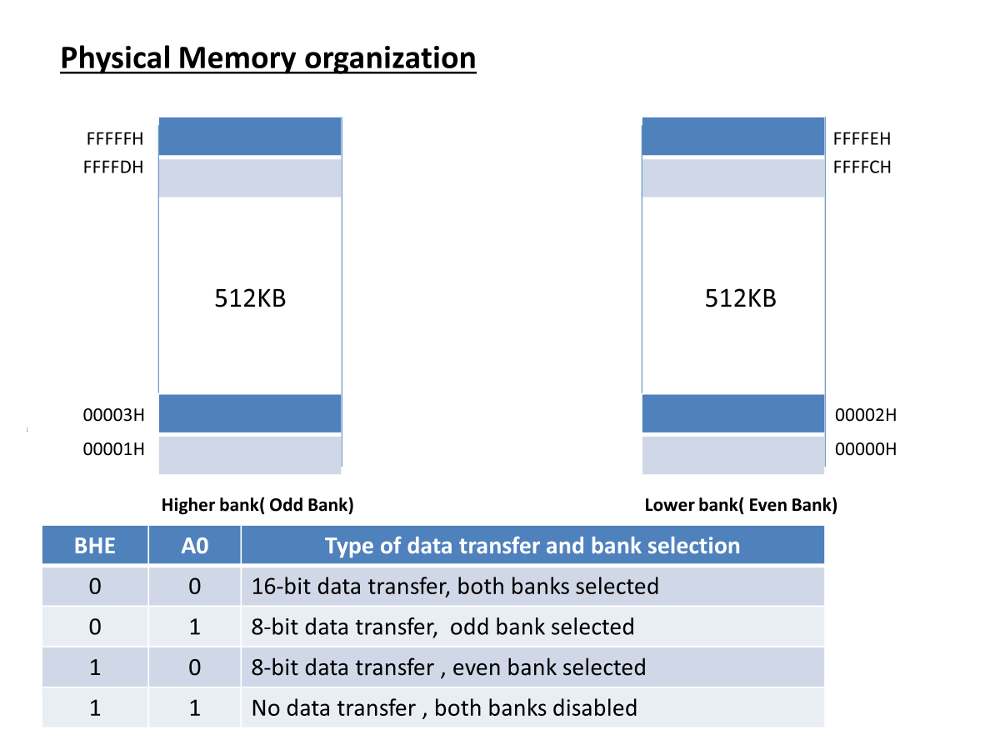 Physical Memory organization
FFFFFH
FFFFDH
FFFFEH
FFFFCH
512KB
512KB
00003H
00001H
00002H
00000H
Higher bank( Odd Bank)
Lower bank( Even Bank)
BHE A0 Type of data transfer and bank selection
0 0 16-bit data transfer, both banks selected
0 1 8-bit data transfer,  odd bank selected
1 0 8-bit data transfer , even bank selected
1 1 No data transfer , both banks disabled